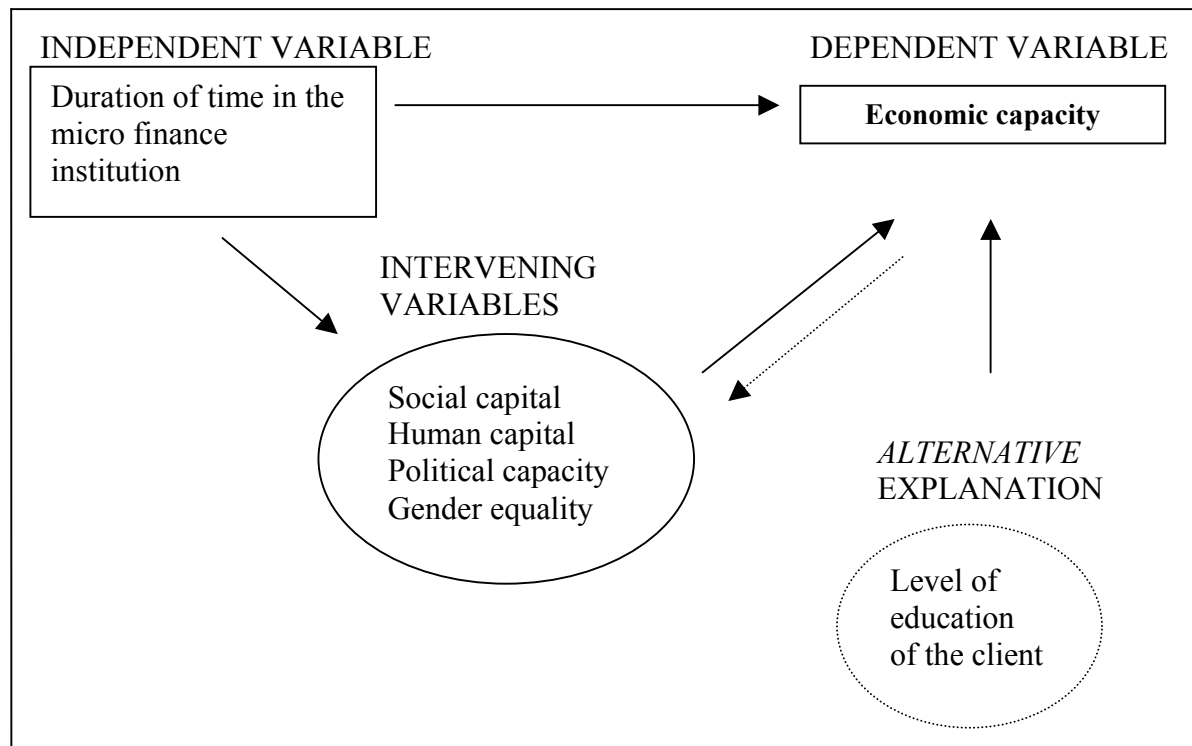 INDEPENDENT VARIABLE
Duration of time in the
micro finance
institution
DEPENDENT VARIABLE
Economic capacity
INTERVENING
VARIABLES
Social capital
Human capital
Political capacity
Gender equality
ALTERNATIVE
EXPLANATION
Level of
education
of the client